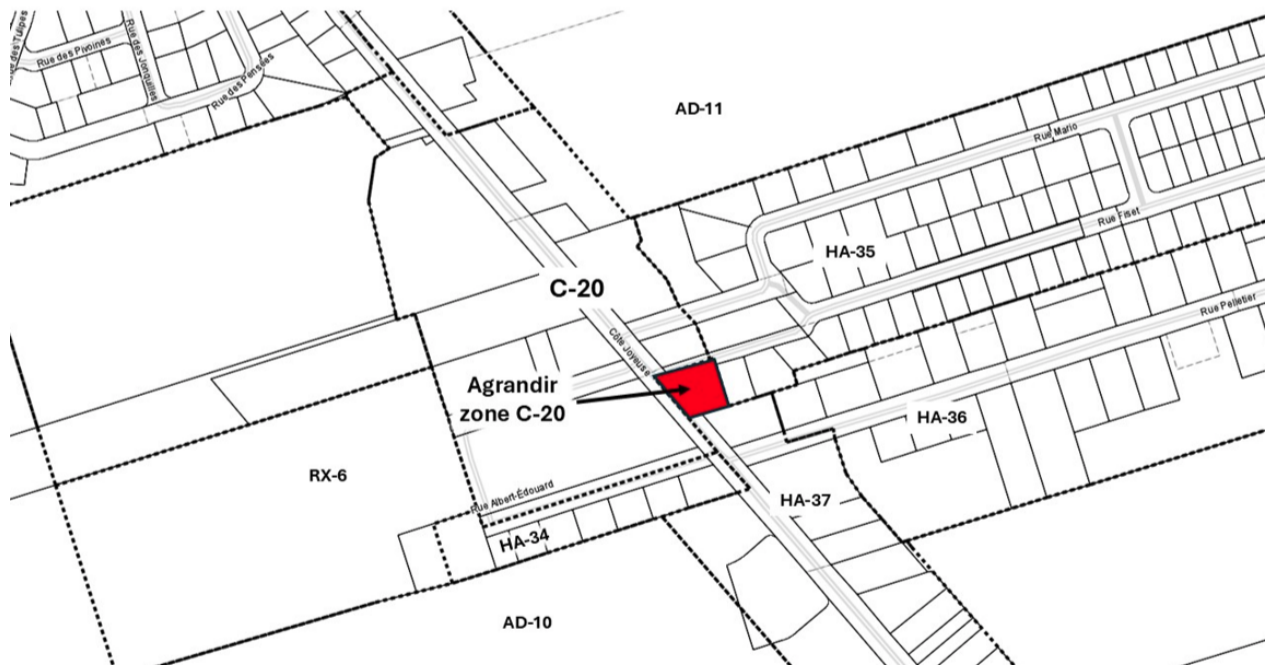 Rue des Tulipes
Rue des Pivoines
Rue des Jonquilles
Rue des Pensées
AD-11
Rue Mario
Rue Fiset
HA-35
C-20
Rue Pelletier
Côte Joyeuse
Agrandir
zone C-20
HA-36
RX-6
Rue Albert-Édouard
HA-37
HA-34
AD-10